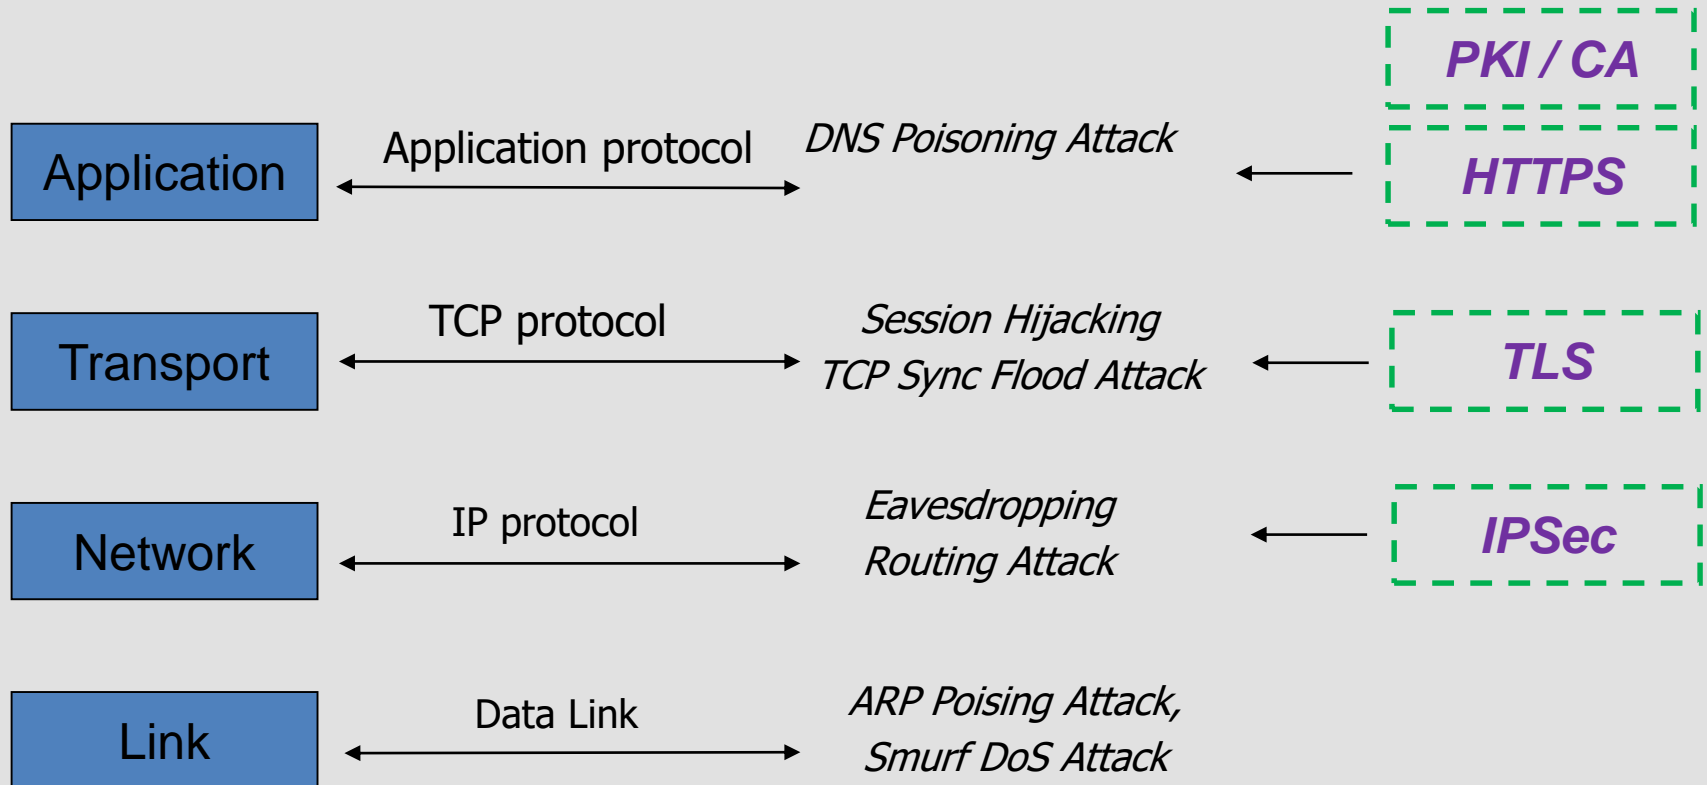 PKI / CA
Application
Application protocol
DNS Poisoning Attack
HTTPS
Transport
TCP protocol
Session Hijacking
TCP Sync Flood Attack
TLS
Network
IP protocol
Eavesdropping
Routing Attack
IPSec
Link
Data Link
ARP Poising Attack,
Smurf DoS Attack